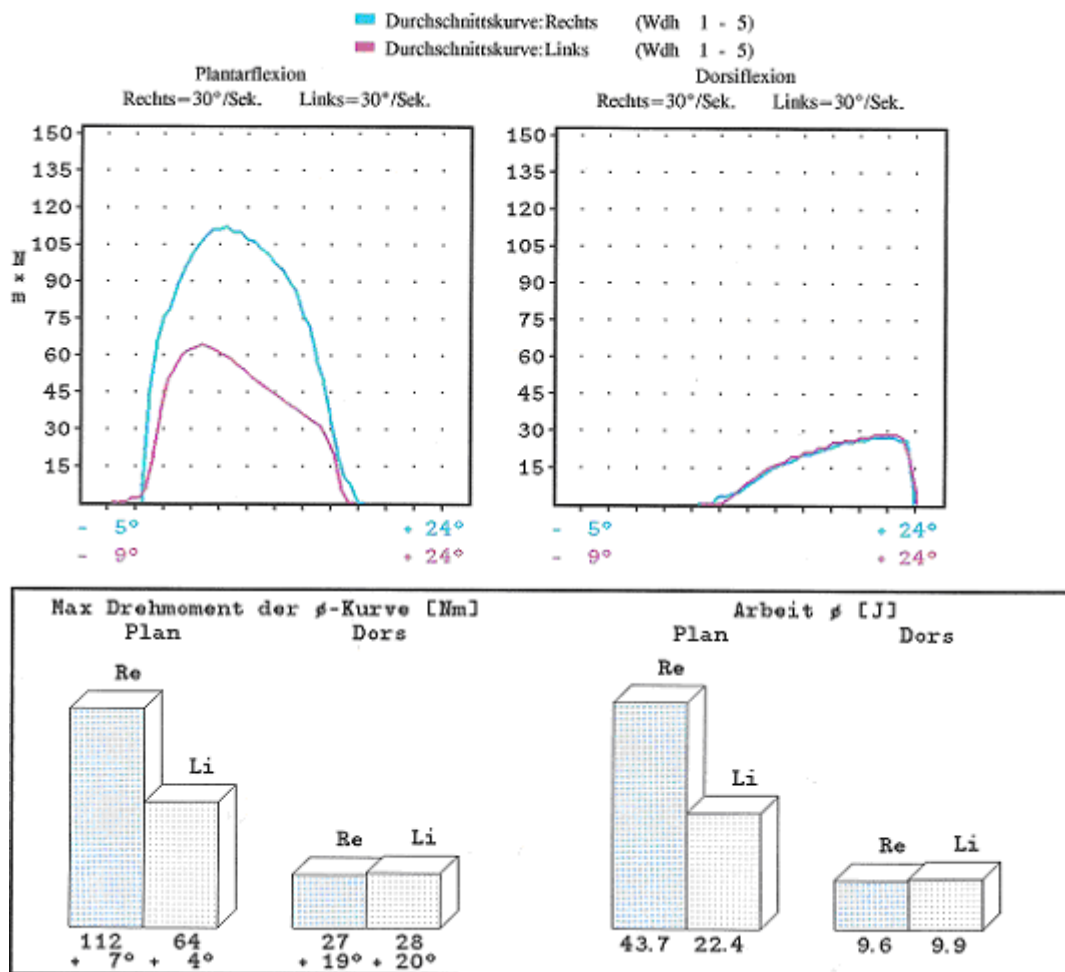 Durchschnittskurve:Rechts (Wdh 1 - 5)
Durchschnittskurve:Links (Wdh 1 - 5)
Plantarflexion
Rechts=30°/Sek. Links=30°/Sek.
150
135
120
105
90
75
60
45
30
15
N
*
m
- 5° + 24°
- 9° + 24°
Dorsiflexion
Rechts=30°/Sek. Links=30°/Sek.
150
135
120
105
90
75
60
45
30
15
- 5° + 24°
- 9° + 24°
Max Drehmoment der ø-Kurve [Nm]
Plan Dors
Re
Li
Re Li
112 64 27 28
+ 7° + 4° + 19° + 20°
Arbeit ø [J]
Plan Dors
Re
Li
Re Li
43.7 22.4 9.6 9.9